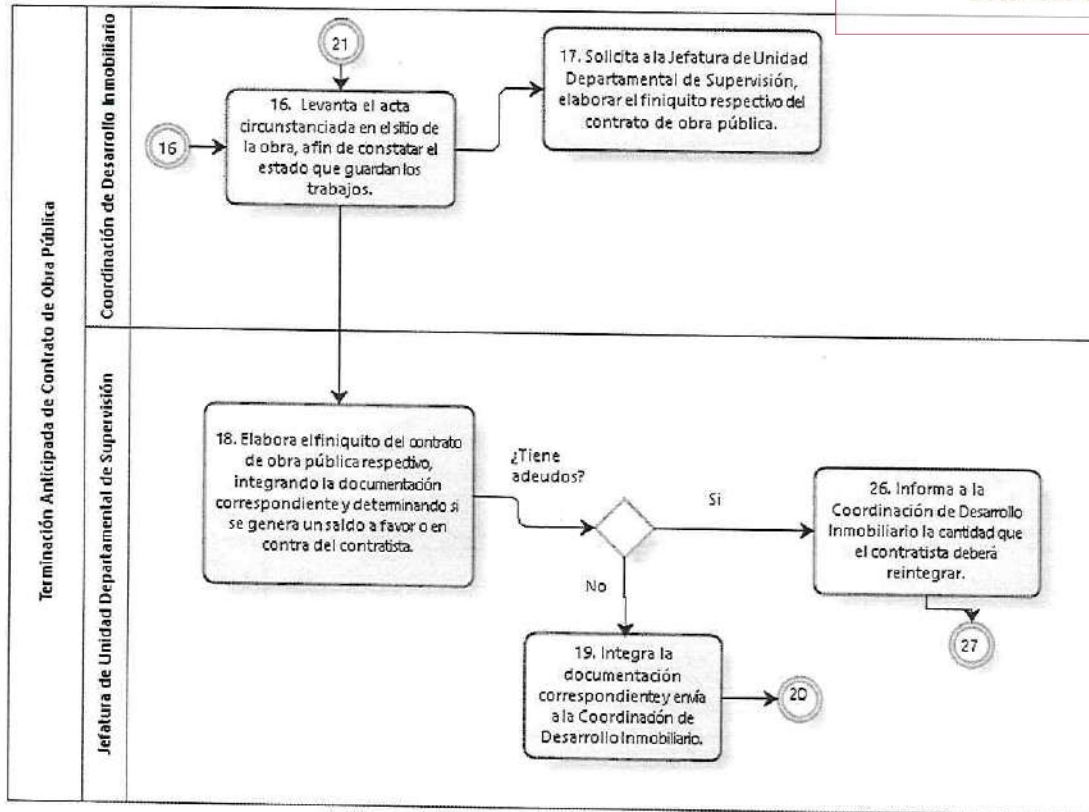 Terminación Anticipada de Contrato de Obra Pública
Coordinación de Desarrollo Inmobiliario
21
16
16. Levanta el acta
circunstanciada en el sitio de
la obra, afin de constatar el
estado que guardan los
trabajos.
17. Solicita a la Jefatura de Unidad
Departamental de Supervisión,
elaborar el finiquito respectivo del
contrato de obra pública.
Jefatura de Unidad Departamental de Supervisión
18. Elabora el finiquito del contrato
de obra pública respectivo,
integrando la documentación
correspondiente y determinando si
se genera un saldo a favor o en
contra del contratista.
¿Tiene
adeudos?
Si
No
26. Informa a la
Coordinación de Desarrollo
Inmobiliario la cantidad que
el contratista deberá
reintegrar.
27
19. Integra la
documentación
correspondiente y envía
a la Coordinación de
Desarrollo Inmobiliario.
20